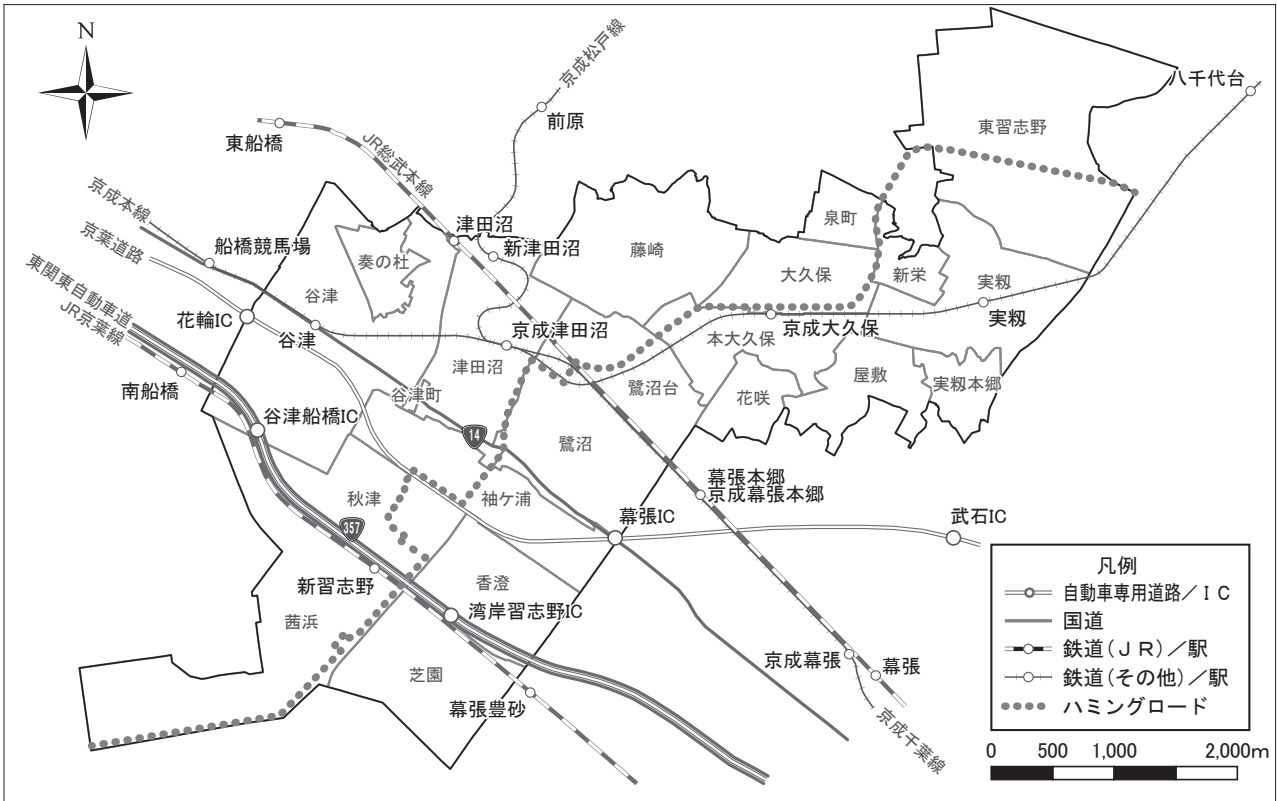 N
京成松戸線
八千代台
前原
東船橋
東習志野
JR総武本線
京成本線
津田沼
泉町
船橋競馬場
新津田沼
藤崎
京葉道路
奏の杜
大久保
新栄
実籾
東関東自動車道
谷津
JR京葉線
花輪IC
谷津
京成津田沼
京成大久保
実籾
本大久保
津田沼
南船橋
谷津町
鷺沼台
花咲
屋敷
実籾本郷
谷津船橋IC
14
鷺沼
秋津
袖ケ浦
幕張本郷
京成幕張本郷
幕張IC
武石IC
357
新習志野
香澄
茜浜
湾岸習志野IC
芝園
京成幕張
幕張
幕張豊砂
京成千葉線
凡例
自動車専用道路／ＩＣ
国道
鉄道(ＪＲ)／駅
鉄道(その他)／駅
ハミングロード
0 500 1,000 2,000m